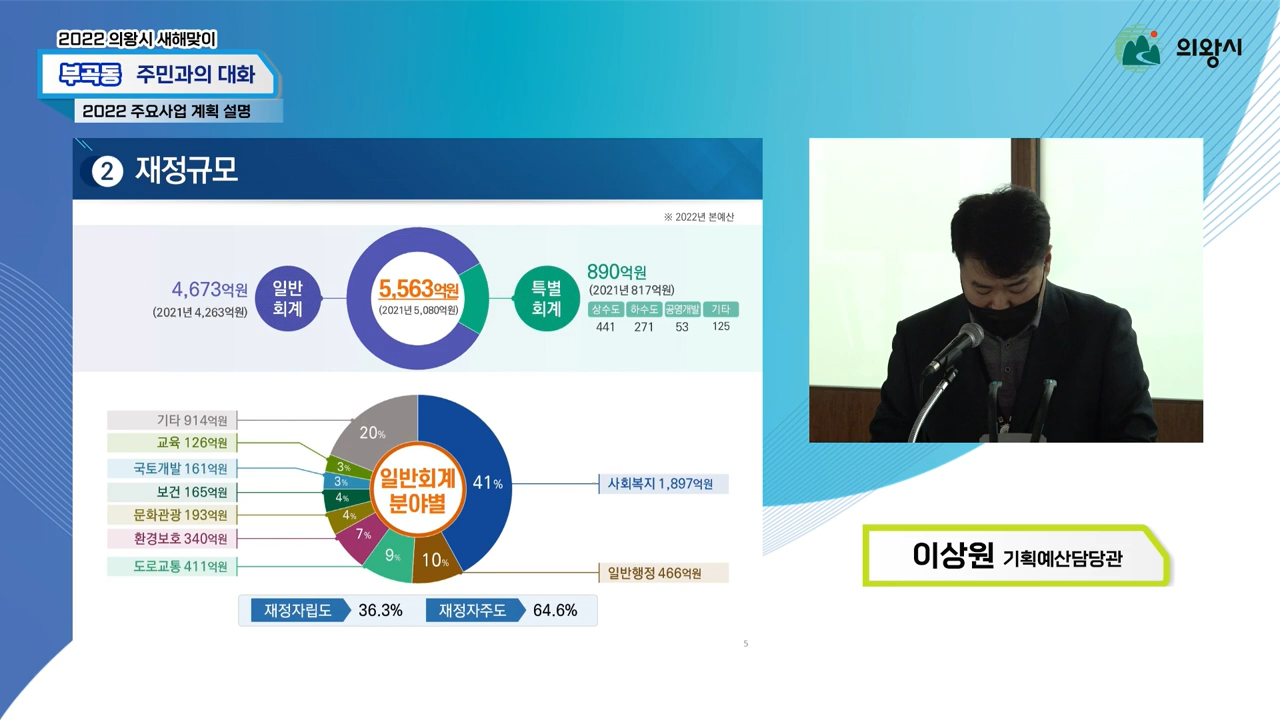 2022 의왕시 새해맞이
부곡동 주민과의 대화
2022 주요사업 계획 설명
의왕시
2 재정규모
※ 2022년 본예산
4,673억원
(2021년 4,263억원)
일반
회계
5,563억원
(2021년 5,080억원)
특별
회계
890억원
(2021년 817억원)
상수도 하수도 공영개발 기타
441 271 53 125
기타 914억원
교육 126억원
국토개발 161억원
보건 165억원
문화관광 193억원
환경보호 340억원
도로교통 411억원
20%
3%
3%
4%
4%
7%
9%
10%
41%
일반회계
분야별
사회복지 1,897억원
일반행정 466억원
재정자립도 36.3% 재정자주도 64.6%
5
이상원 기획예산담당관